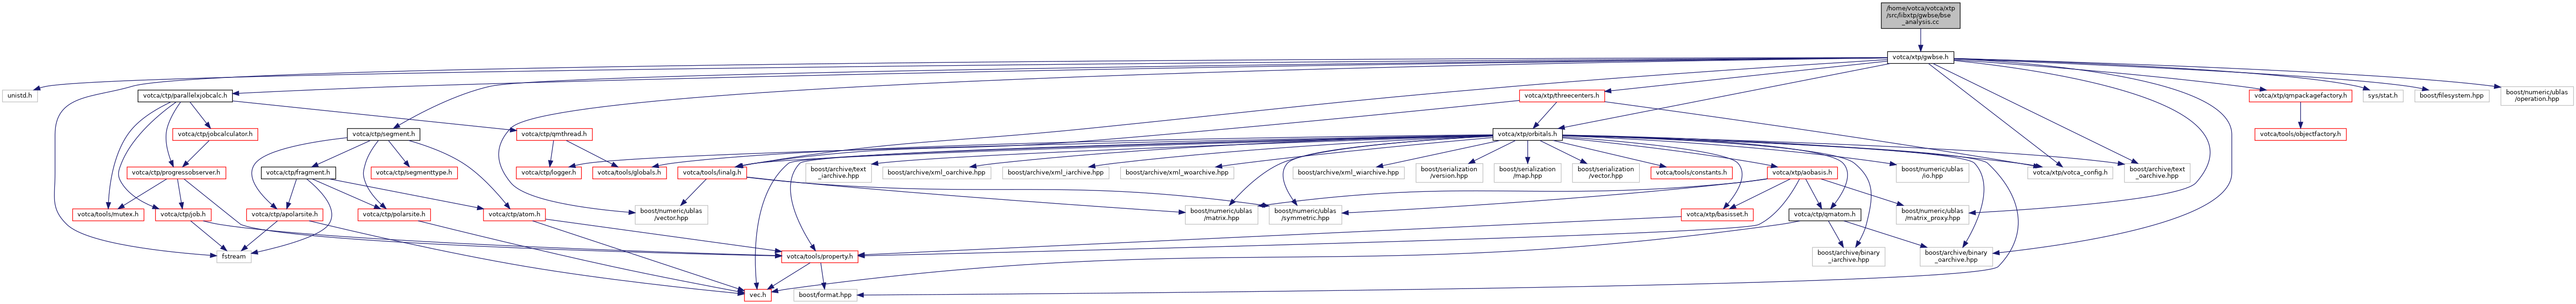 /home/votca/votca/xtp
/src/libxtp/gwbse/bse
_analysis.cc
votca/xtp/gwbse.h
unistd.h
votca/ctp/parallelxjobcalc.h
votca/xtp/threecenters.h
votca/xtp/qmpackagefactory.h
sys/stat.h
boost/filesystem.hpp
boost/numeric/ublas
/operation.hpp
votca/ctp/jobcalculator.h
votca/ctp/segment.h
votca/ctp/qmthread.h
votca/xtp/orbitals.h
votca/tools/objectfactory.h
votca/ctp/progressobserver.h
votca/ctp/fragment.h
votca/ctp/segmenttype.h
votca/ctp/logger.h
votca/tools/globals.h
votca/tools/linalg.h
boost/archive/text
_iarchive.hpp
boost/archive/xml_oarchive.hpp
boost/archive/xml_iarchive.hpp
boost/archive/xml_woarchive.hpp
boost/archive/xml_wiarchive.hpp
boost/serialization
/version.hpp
boost/serialization
/map.hpp
boost/serialization
/vector.hpp
votca/tools/constants.h
votca/xtp/aobasis.h
boost/numeric/ublas
/io.hpp
votca/xtp/votca_config.h
boost/archive/text
_oarchive.hpp
votca/tools/mutex.h
votca/ctp/job.h
votca/ctp/apolarsite.h
votca/ctp/polarsite.h
votca/ctp/atom.h
boost/numeric/ublas
/vector.hpp
boost/numeric/ublas
/matrix.hpp
boost/numeric/ublas
/symmetric.hpp
votca/xtp/basisset.h
votca/ctp/qmatom.h
boost/numeric/ublas
/matrix_proxy.hpp
fstream
votca/tools/property.h
boost/archive/binary
_iarchive.hpp
boost/archive/binary
_oarchive.hpp
vec.h
boost/format.hpp